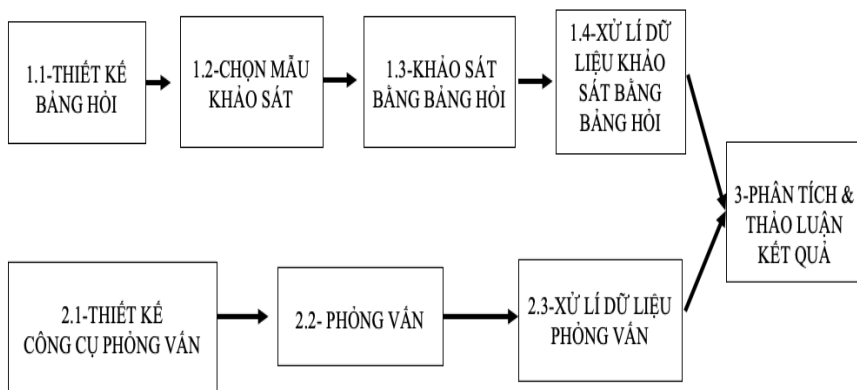 1.1-THIẾT KẾ
BẢNG HỎI
1.2-CHỌN MẪU
KHẢO SÁT
1.3-KHẢO SÁT
BẰNG BẢNG HỎI
1.4-XỬ LÍ DỮ
LIỆU KHẢO
SÁT BẰNG
BẢNG HỎI
2.1-THIẾT KẾ
CÔNG CỤ PHỎNG VẤN
2.2- PHỎNG VẤN
2.3-XỬ LÍ DỮ LIỆU
PHỎNG VẤN
3-PHÂN TÍCH &
THẢO LUẬN
KẾT QUẢ